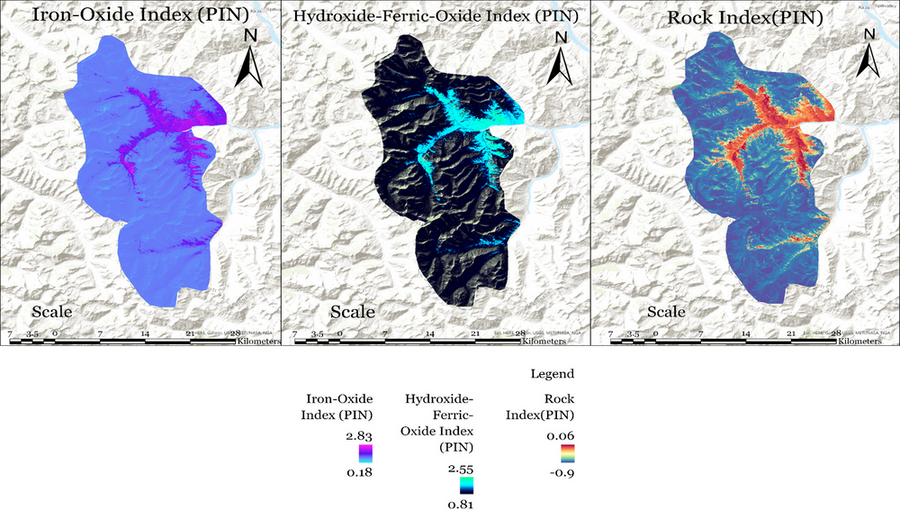 Iron-Oxide Index (PIN)
Hydroxide-Ferric-Oxide Index (PIN)
Rock Index(PIN)
N
N
N
Scale
Scale
Scale
7 3.5 0 7 14 21 28
Kilometers
7 3.5 0 7 14 21 28
Kilometers
7 3.5 0 7 14 21 28
Kilometers
Legend
Iron-Oxide
Index (PIN)
2.83
0.18
Hydroxide-
Ferric-
Oxide Index
(PIN)
2.55
0.81
Rock
Index(PIN)
0.06
-0.9